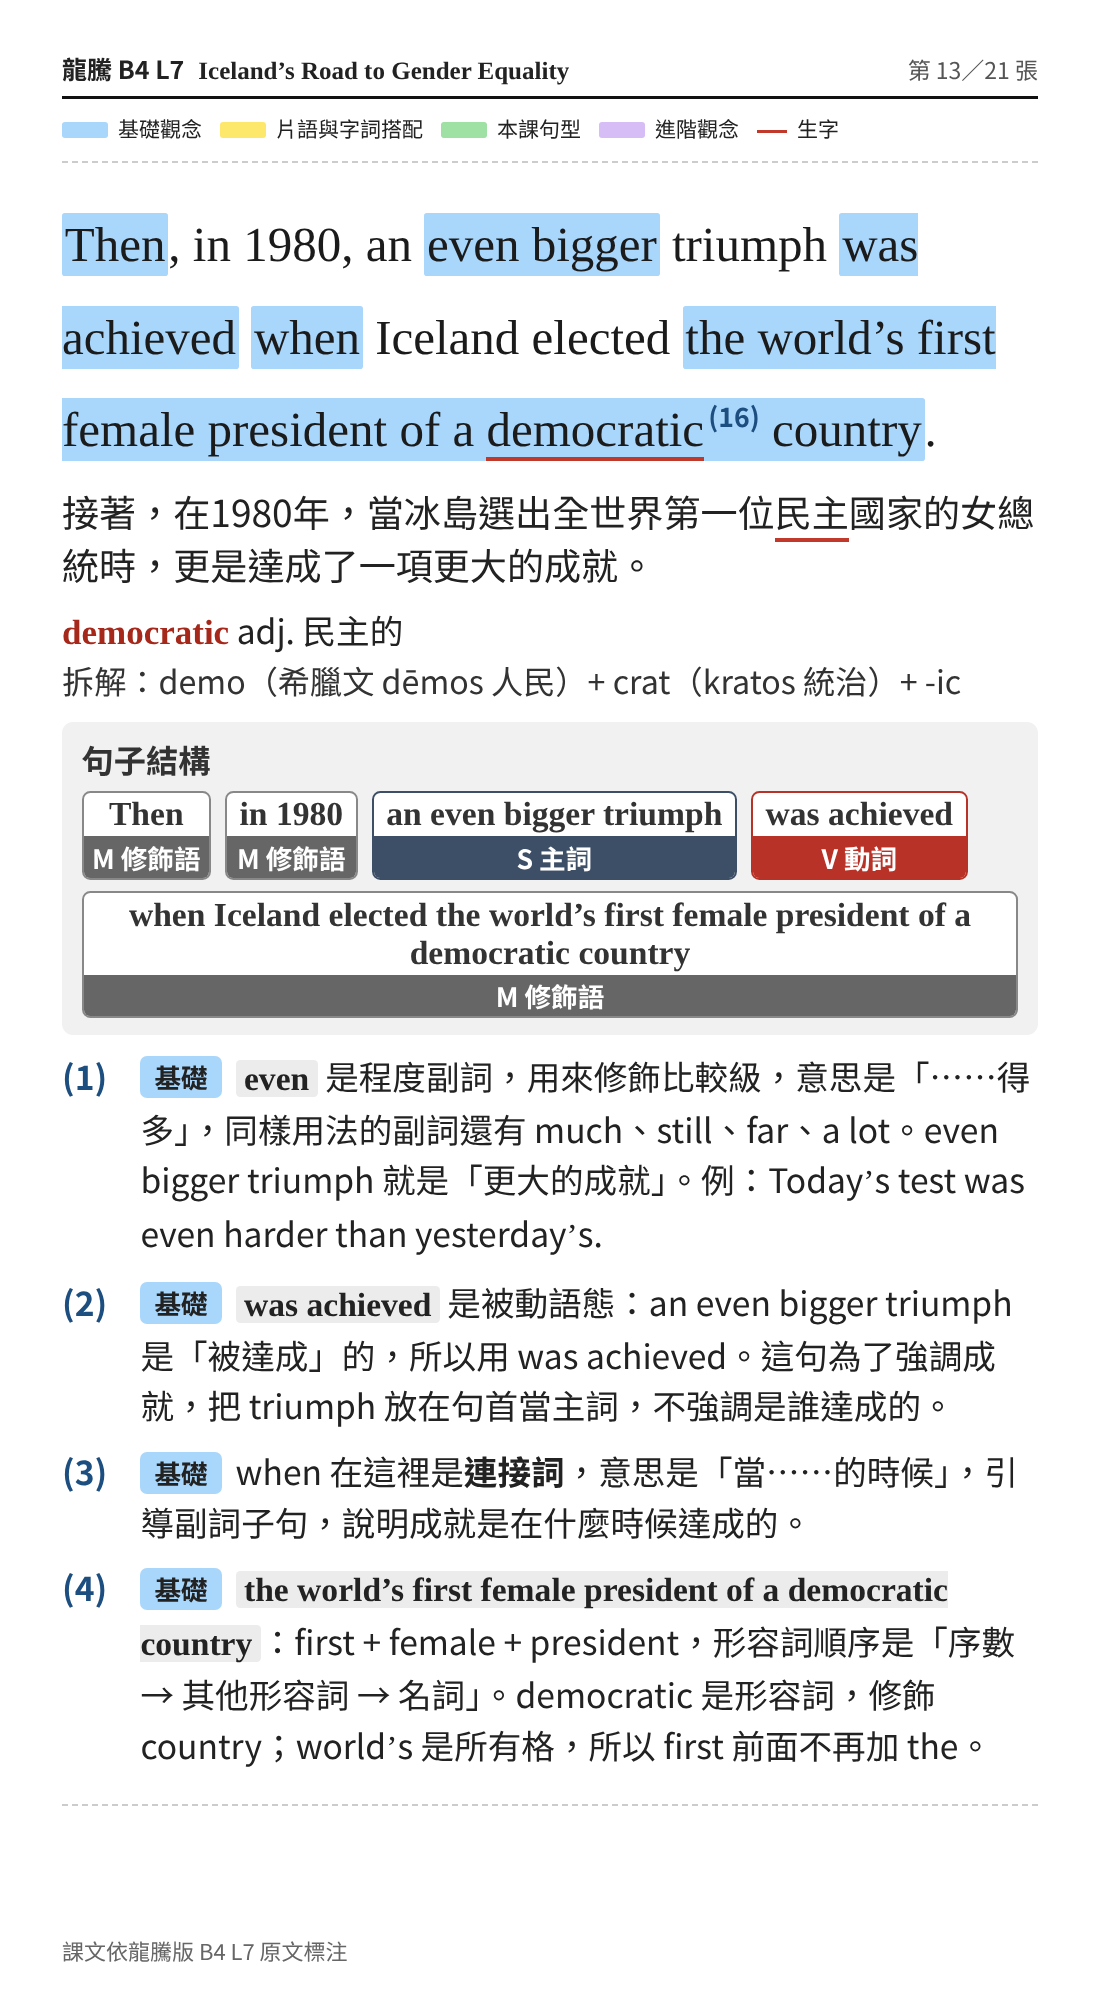 龍騰 B4 L7 Iceland’s Road to Gender Equality 第 13／21 張
基礎觀念 片語與字詞搭配 本課句型 進階觀念 生字
Then, in 1980, an even bigger triumph was
achieved when Iceland elected the world’s first
female president of a democratic(16) country.
接著，在1980年，當冰島選出全世界第一位民主國家的女總
統時，更是達成了一項更大的成就。
democratic adj. 民主的
拆解：demo（希臘文 dēmos 人民）+ crat（kratos 統治）+ -ic
句子結構
Then in 1980 an even bigger triumph was achieved
M 修飾語 M 修飾語 S 主詞 V 動詞
when Iceland elected the world’s first female president of a
democratic country
M 修飾語
(1) 基礎 even 是程度副詞，用來修飾比較級，意思是「⋯⋯得
多」，同樣用法的副詞還有 much、still、far、a lot。even
bigger triumph 就是「更大的成就」。例：Today’s test was
even harder than yesterday’s.
(2) 基礎 was achieved 是被動語態：an even bigger triumph
是「被達成」的，所以用 was achieved。這句為了強調成
就，把 triumph 放在句首當主詞，不強調是誰達成的。
(3) 基礎 when 在這裡是連接詞，意思是「當⋯⋯的時候」，引
導副詞子句，說明成就是在什麼時候達成的。
(4) 基礎 the world’s first female president of a democratic
country：first + female + president，形容詞順序是「序數
→ 其他形容詞 → 名詞」。democratic 是形容詞，修飾
country；world’s 是所有格，所以 first 前面不再加 the。
課文依龍騰版 B4 L7 原文標注